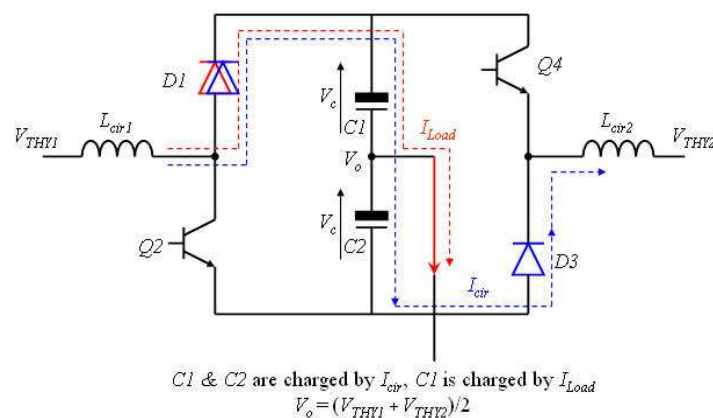 Q4
D1
V_c
C1
I_Load
L_cir1
L_cir2
V_THY1
V_o
V_THY2
V_c
C2
Q2
D3
I_cir
C1 & C2 are charged by I_cir, C1 is charged by I_Load
V_o = (V_THY1 + V_THY2)/2